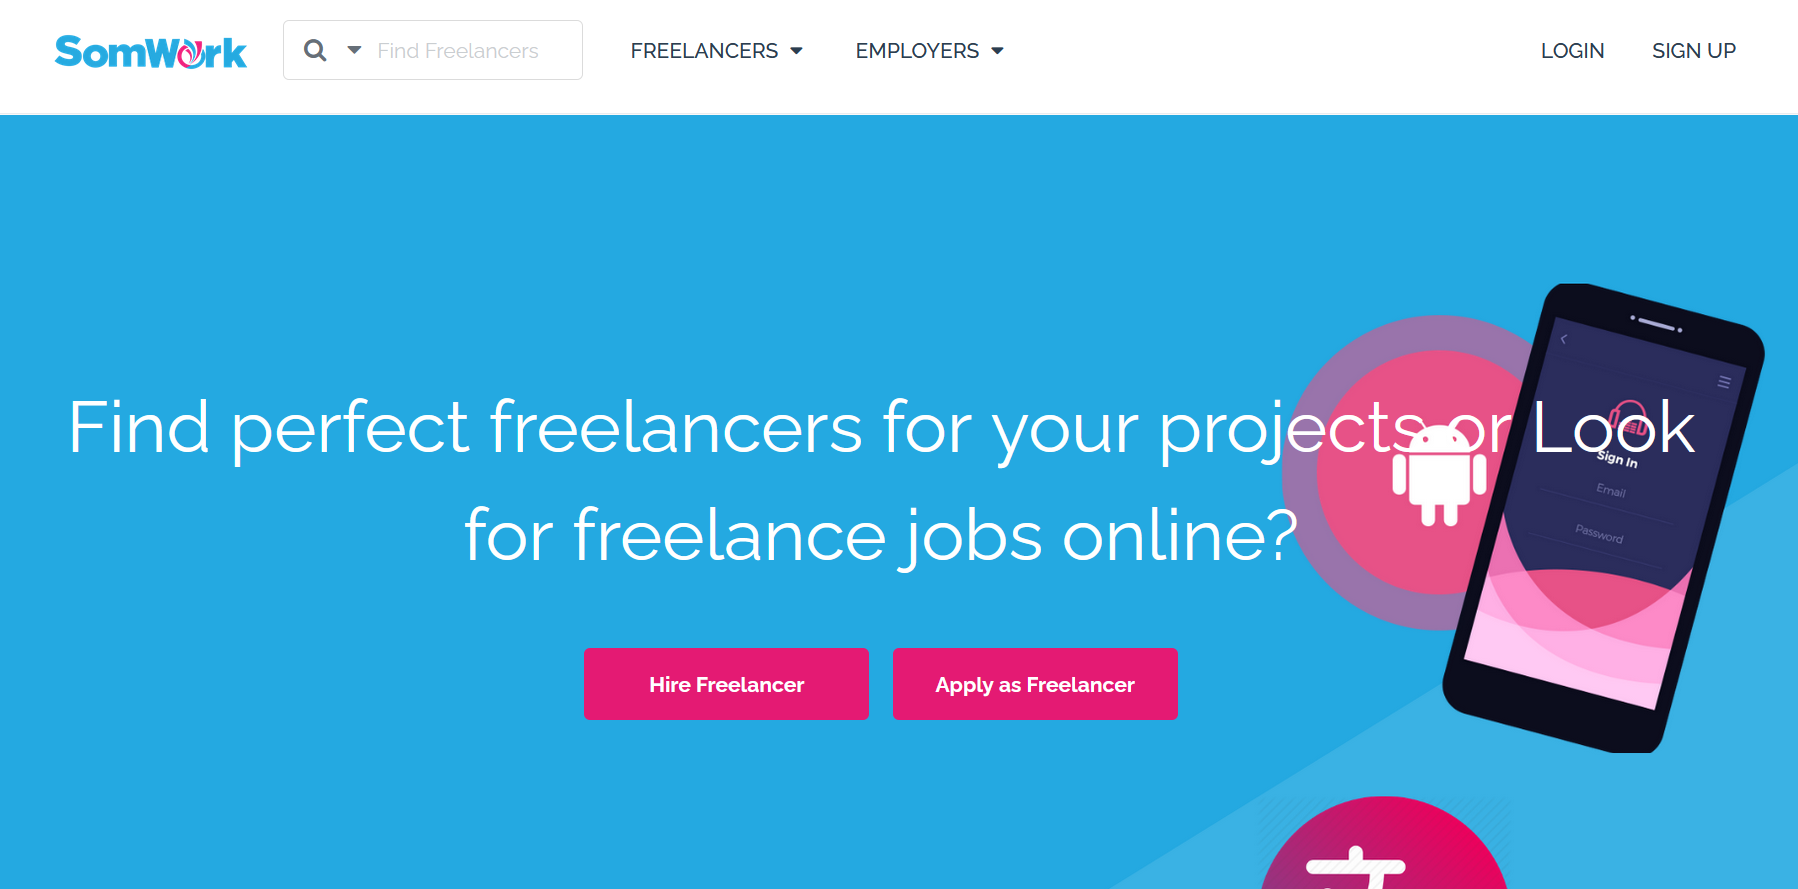 SomWork
Find Freelancers
FREELANCERS
EMPLOYERS
LOGIN
SIGN UP
Find perfect freelancers for your projects or Look
for freelance jobs online?
Sign In
Email
Password
Hire Freelancer
Apply as Freelancer